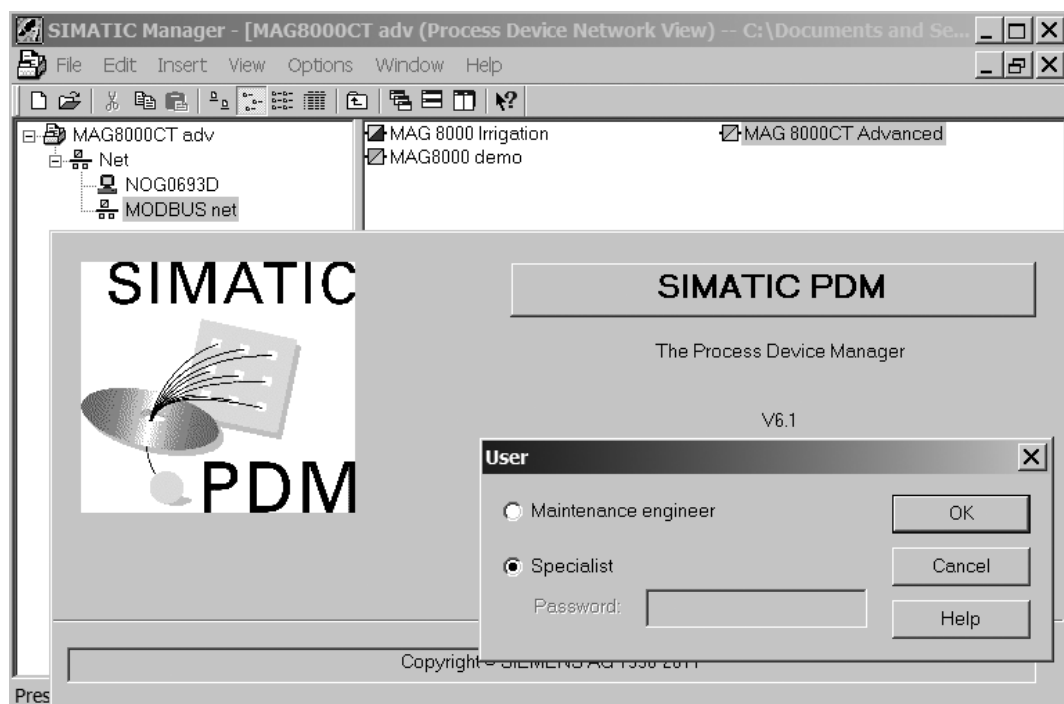 SIMATIC Manager - [MAG8000CT adv (Process Device Network View) -- C:\Documents and Se...
File Edit Insert View Options Window Help
MAG8000CT adv
Net
NOG0693D
MODBUS net
MAG 8000 Irrigation
MAG 8000CT Advanced
MAG8000 demo
SIMATIC
PDM
SIMATIC PDM
The Process Device Manager
V6.1
User
Maintenance engineer
OK
Specialist
Cancel
Password:
Help
Copyright
Pres